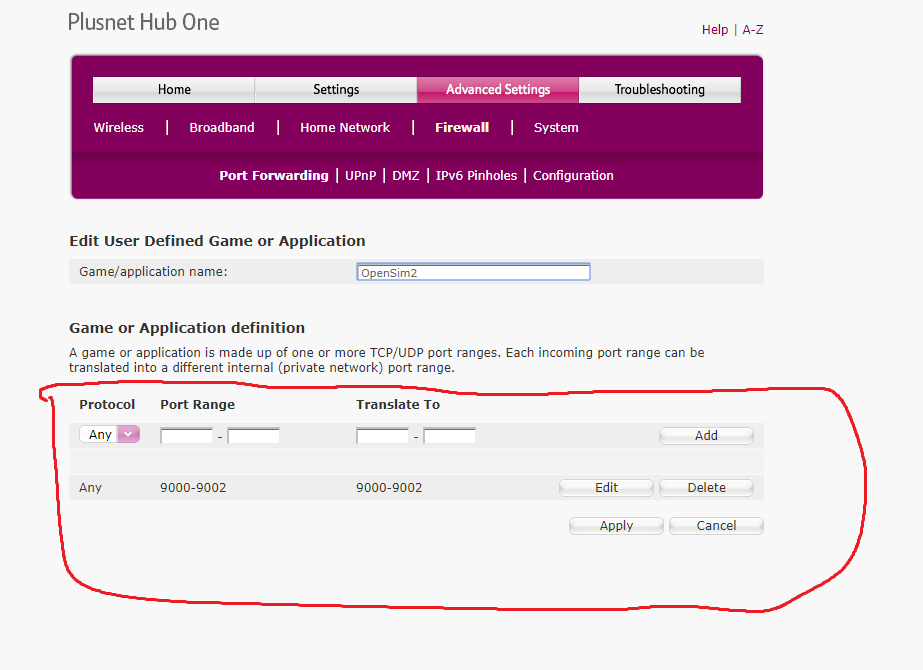 Plusnet Hub One
Help | A-Z
Home Settings Advanced Settings Troubleshooting
Wireless | Broadband | Home Network | Firewall | System
Port Forwarding | UPnP | DMZ | IPv6 Pinholes | Configuration
Edit User Defined Game or Application
Game/application name: OpenSim2
Game or Application definition
A game or application is made up of one or more TCP/UDP port ranges. Each incoming port range can be
translated into a different internal (private network) port range.
Protocol Port Range Translate To
Any - - Add
Any 9000-9002 9000-9002 Edit Delete
Apply Cancel